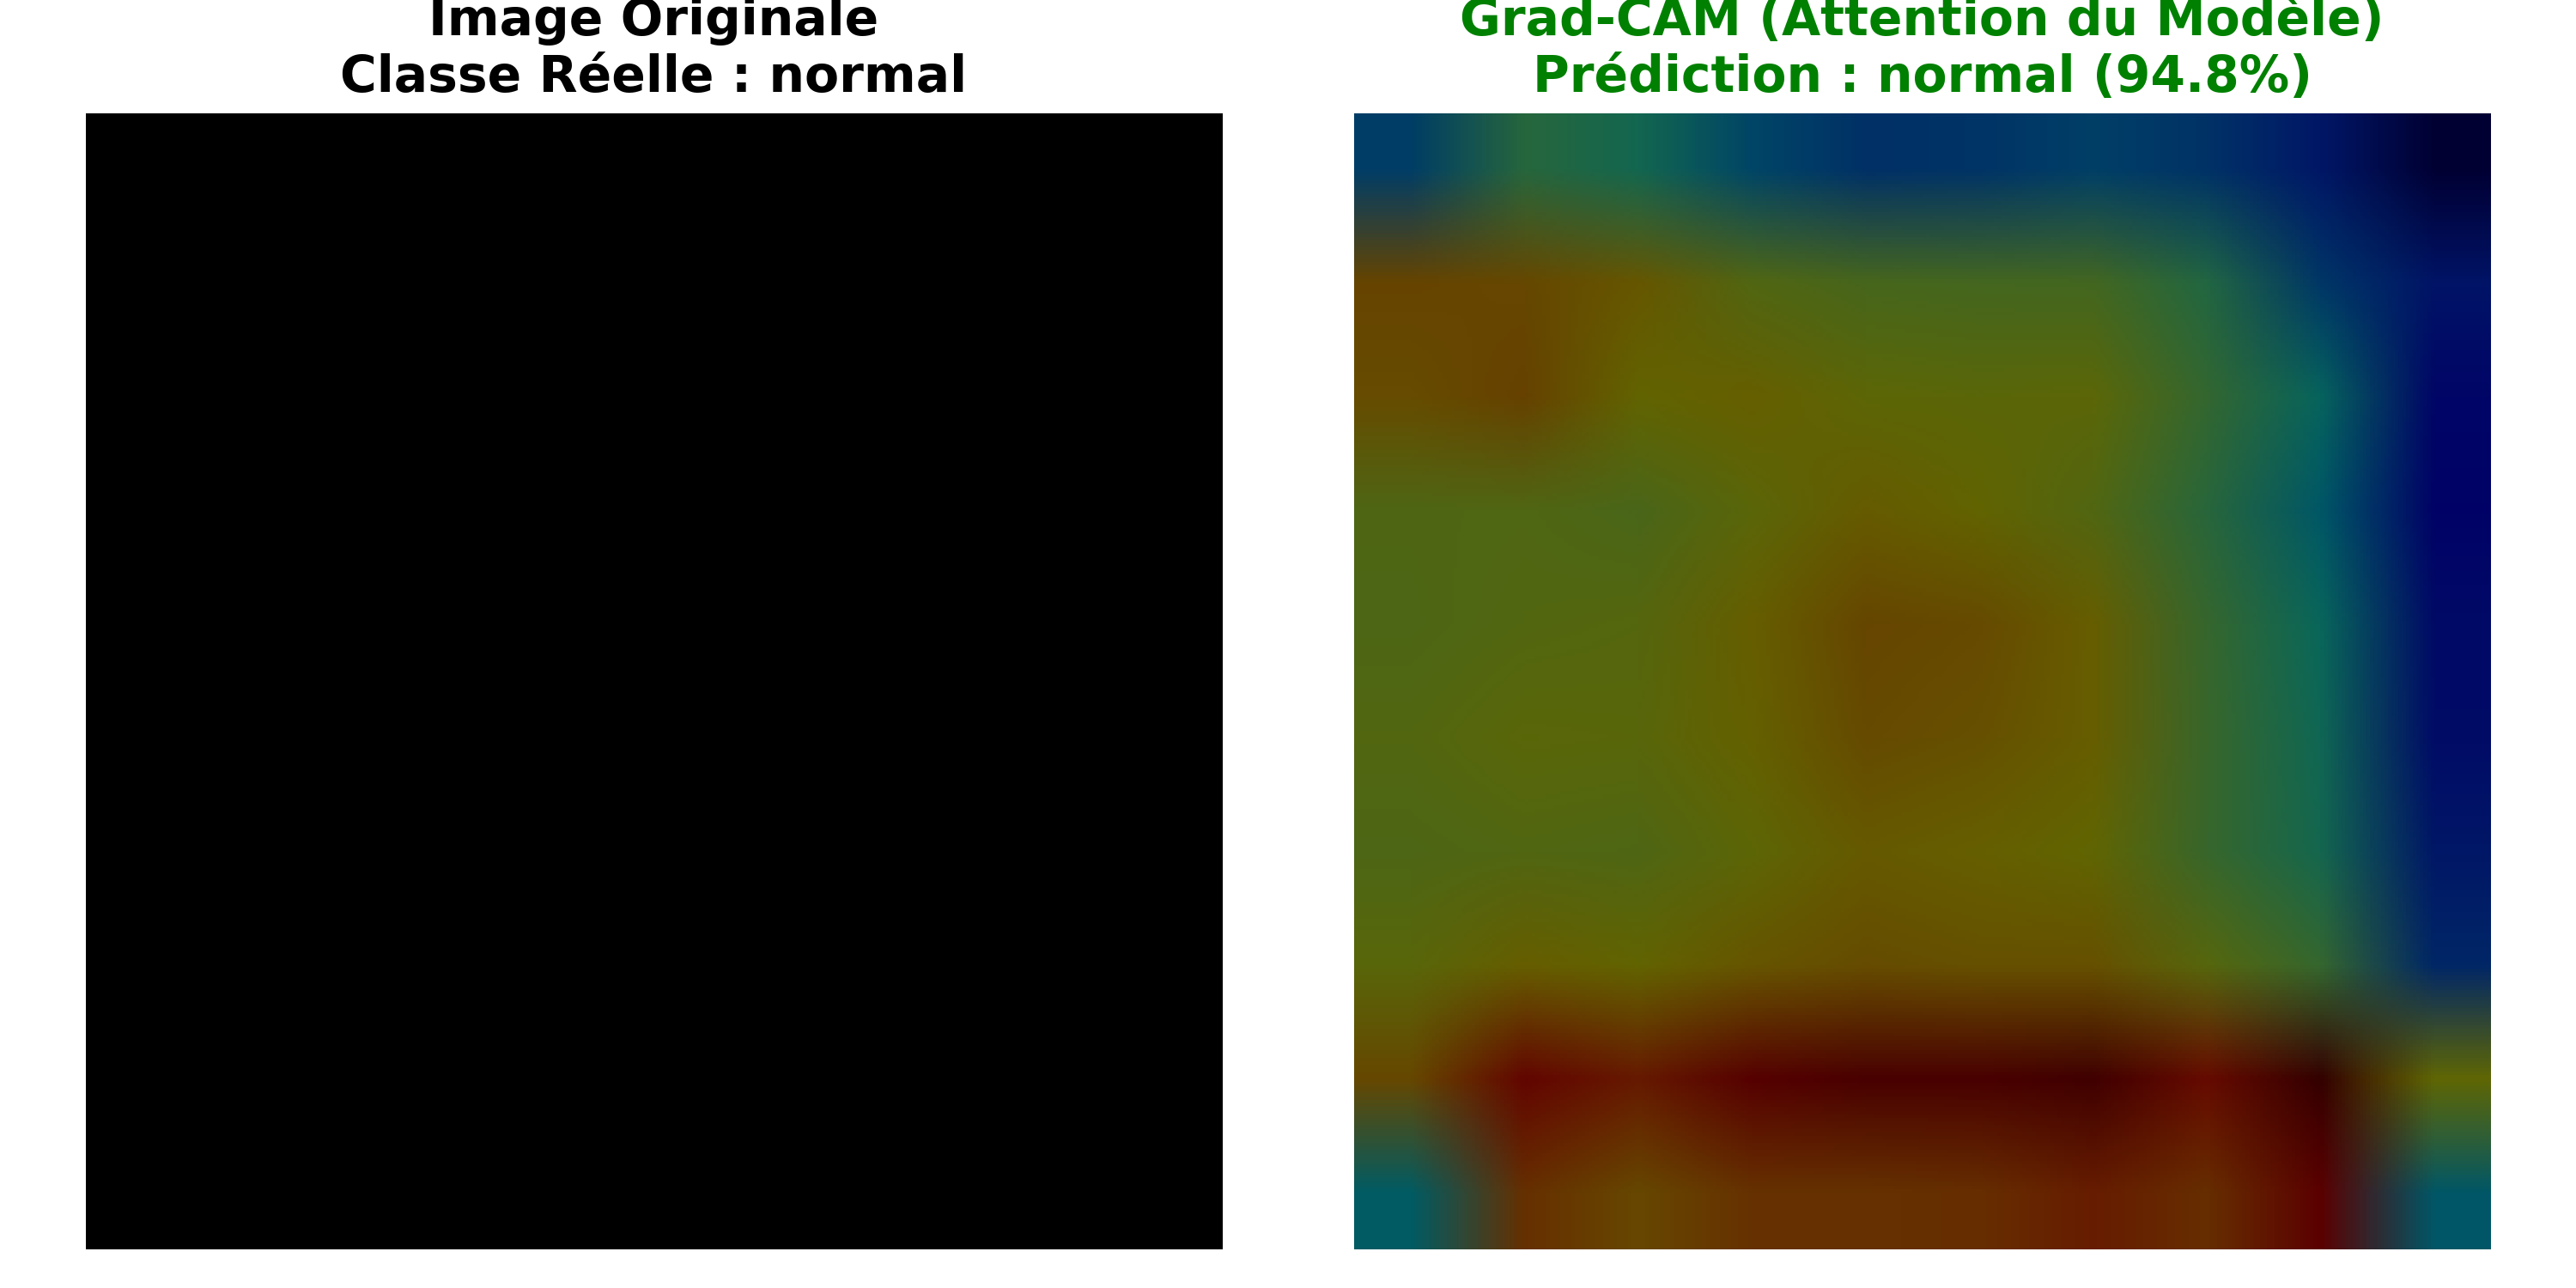 Image Originale
Classe Réelle : normal
Grad-CAM (Attention du Modèle)
Prédiction : normal (94.8%)